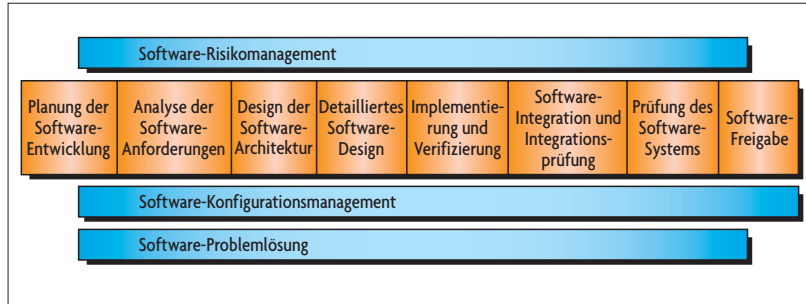 Software-Risikomanagement
Planung der
Software-
Entwicklung
Analyse der
Software-
Anforderungen
Design der
Software-
Architektur
Detailliertes
Software-
Design
Implementie-
rung und
Verifizierung
Software-
Integration und
Integrations-
prüfung
Prüfung des
Software-
Systems
Software-
Freigabe
Software-Konfigurationsmanagement
Software-Problemlösung